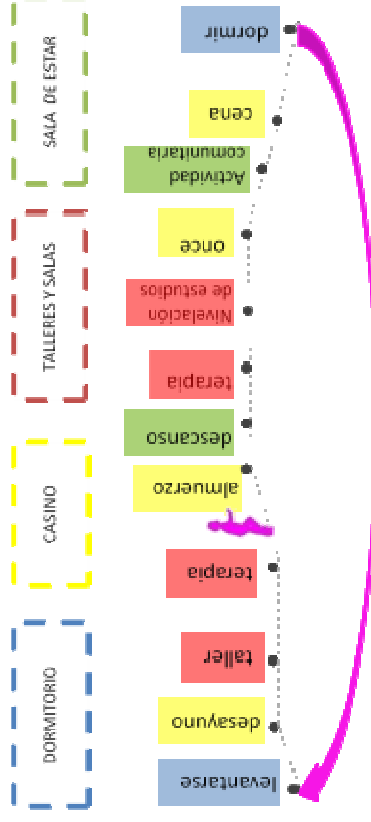 SALA DE ESTAR
TALLERES Y SALAS
CASINO
DORMITORIO
levantarse
desayuno
taller
terapia
almuerzo
descanso
terapia
Nivelación
de estudios
once
Actividad
comunitaria
cena
dormir